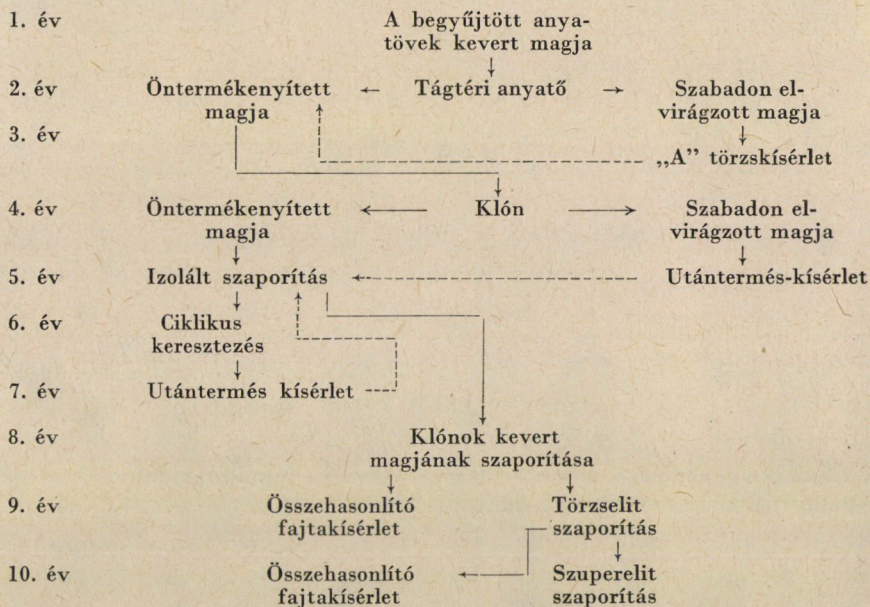 1. év A begyűjtött anya-
tövek kevert magja
2. év Öntermékenyített Tágtéri anyatő Szabadon el-
magja virágzott magja
3. év
„A” törzskísérlet
4. év Öntermékenyített Klón Szabadon el-
magja virágzott magja
5. év Izolált szaporítás Utántermés-kísérlet
6. év Ciklikus
keresztezés
7. év Utántermés kísérlet
8. év Klónok kevert
magjának szaporítása
9. év Összehasonlító Törzselit
fajtakísérlet szaporítás
10. év Összehasonlító Szuperelit
fajtakísérlet szaporítás